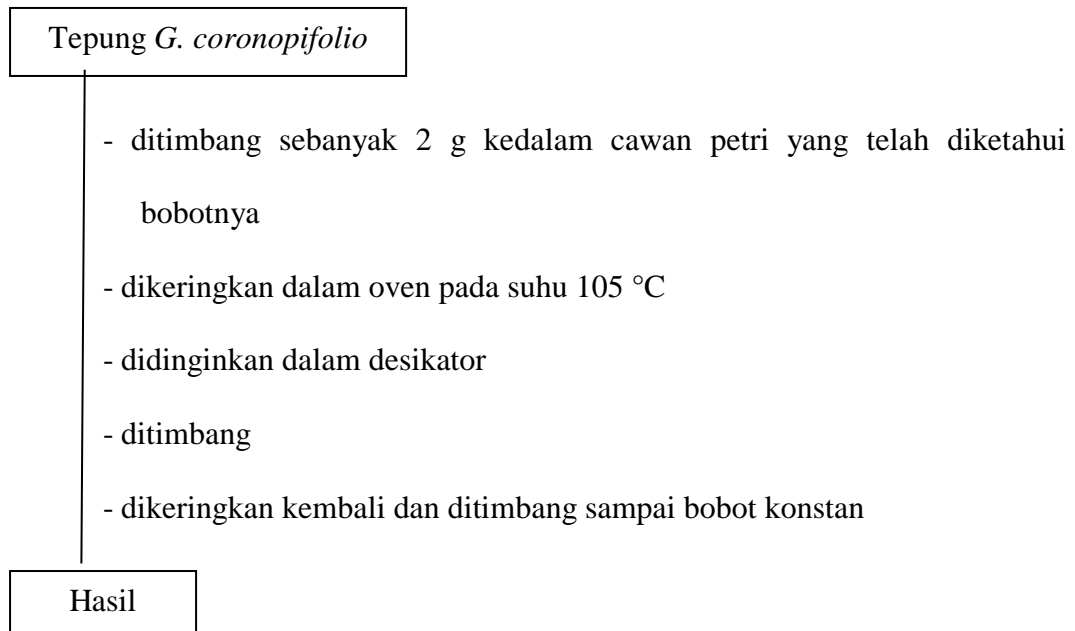 Tepung G. coronopifolio
- ditimbang sebanyak 2 g kedalam cawan petri yang telah diketahui
bobotnya
- dikeringkan dalam oven pada suhu 105 °C
- didinginkan dalam desikator
- ditimbang
- dikeringkan kembali dan ditimbang sampai bobot konstan
Hasil